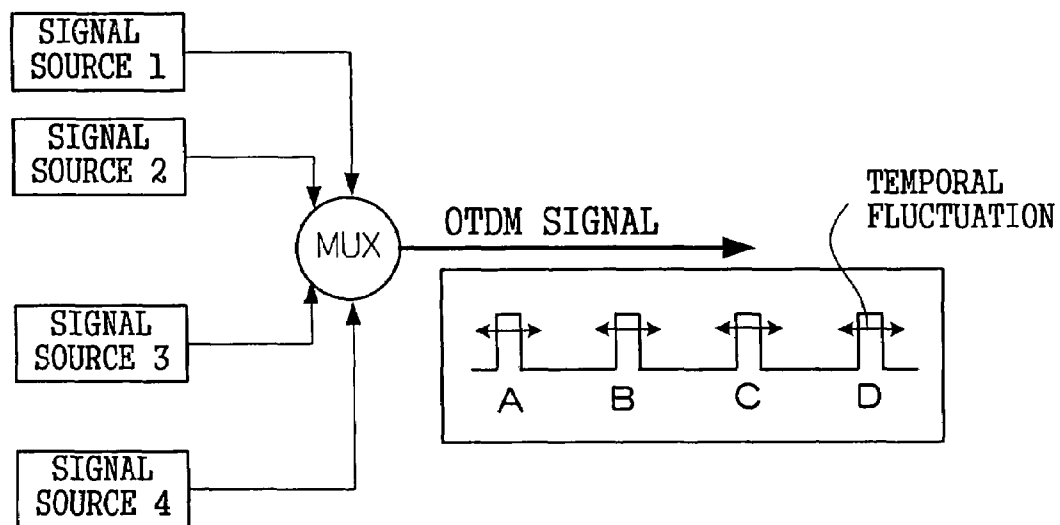 SIGNAL
SOURCE 1
SIGNAL
SOURCE 2
MUX
OTDM SIGNAL
TEMPORAL
FLUCTUATION
A
B
C
D
SIGNAL
SOURCE 3
SIGNAL
SOURCE 4